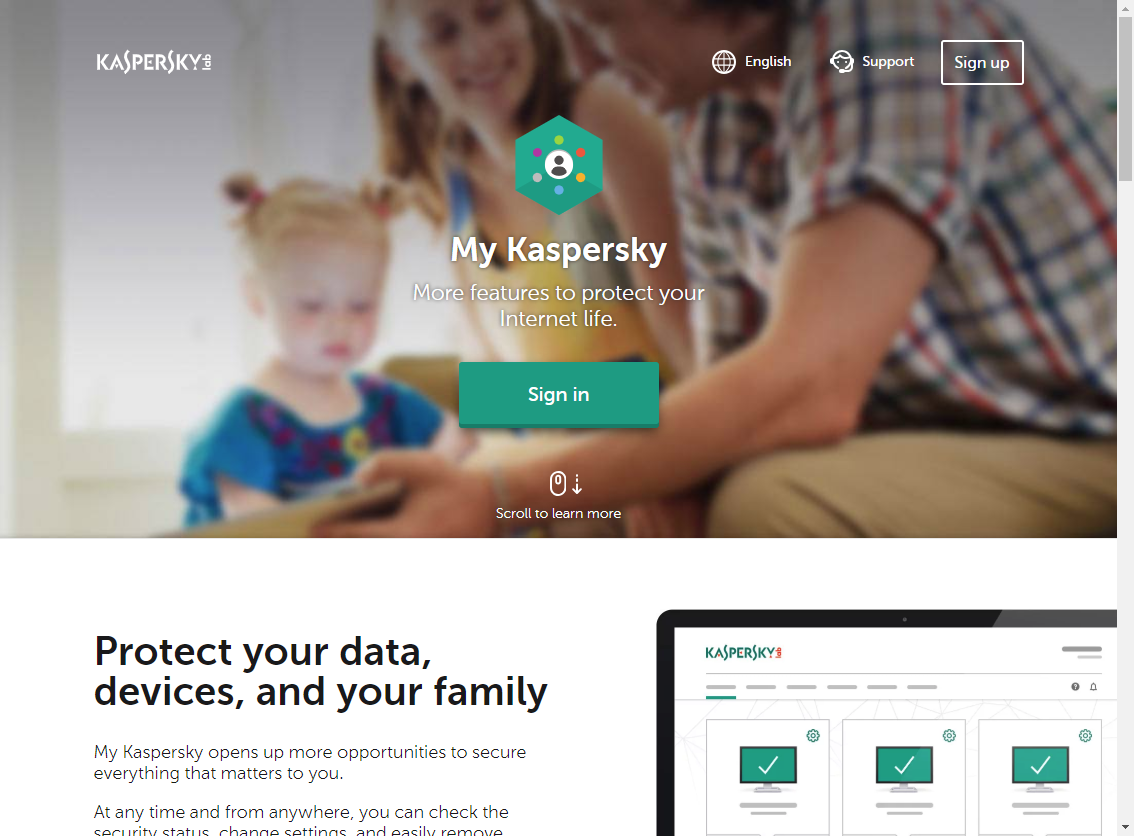 KASPERSKY lab
English
Support
Sign up
My Kaspersky
More features to protect your
Internet life.
Sign in
Scroll to learn more
Protect your data,
devices, and your family
My Kaspersky opens up more opportunities to secure
everything that matters to you.
At any time and from anywhere, you can check the
security status, change settings, and easily remove
KASPERSKY lab